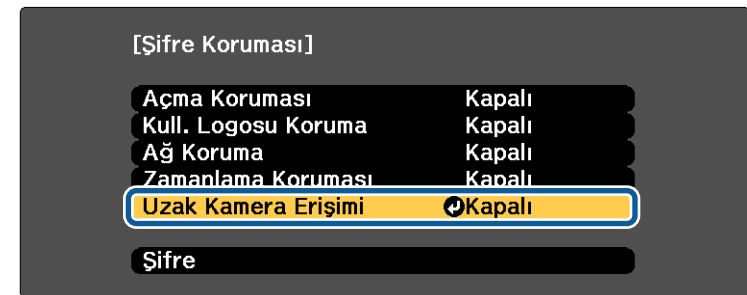 [Şifre Koruması]
Açma Koruması Kapalı
Kull. Logosu Koruma Kapalı
Ağ Koruma Kapalı
Zamanlama Koruması Kapalı
Uzak Kamera Erişimi Kapalı
Şifre